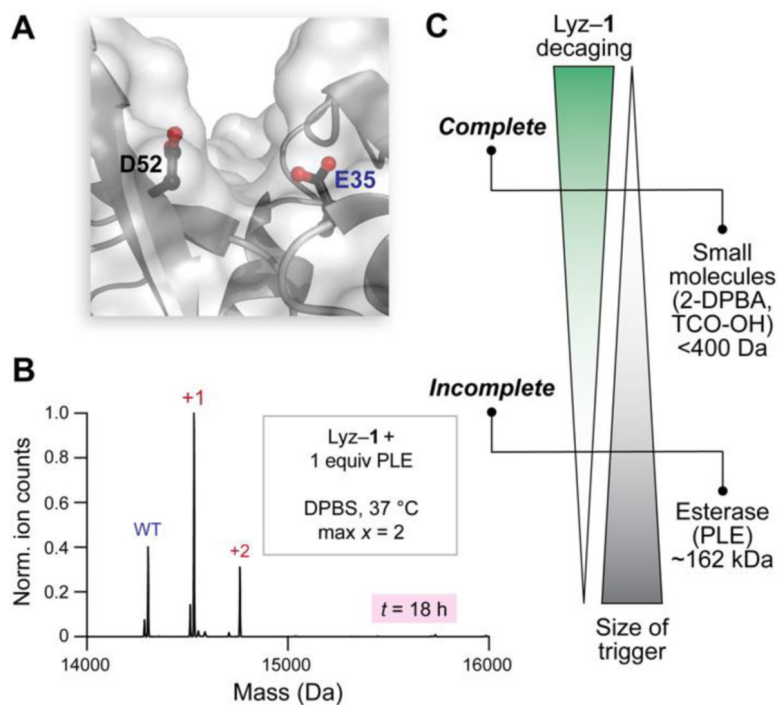 A
D52
E35
B
Norm. ion counts
1.0
0.8
0.6
0.4
0.2
0
WT
+1
+2
Lyz–1 +
1 equiv PLE
DPBS, 37 °C
max x = 2
t = 18 h
14000
15000
16000
Mass (Da)
C
Lyz–1
decaging
Complete
Small
molecules
(2-DPBA,
TCO-OH)
<400 Da
Incomplete
Esterase
(PLE)
~162 kDa
Size of
trigger